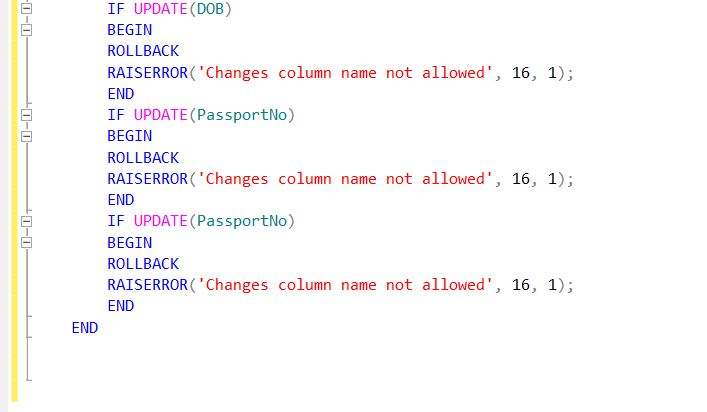 IF UPDATE(DOB)
BEGIN
ROLLBACK
RAISERROR('Changes column name not allowed', 16, 1);
END
IF UPDATE(PassportNo)
BEGIN
ROLLBACK
RAISERROR('Changes column name not allowed', 16, 1);
END
IF UPDATE(PassportNo)
BEGIN
ROLLBACK
RAISERROR('Changes column name not allowed', 16, 1);
END
END